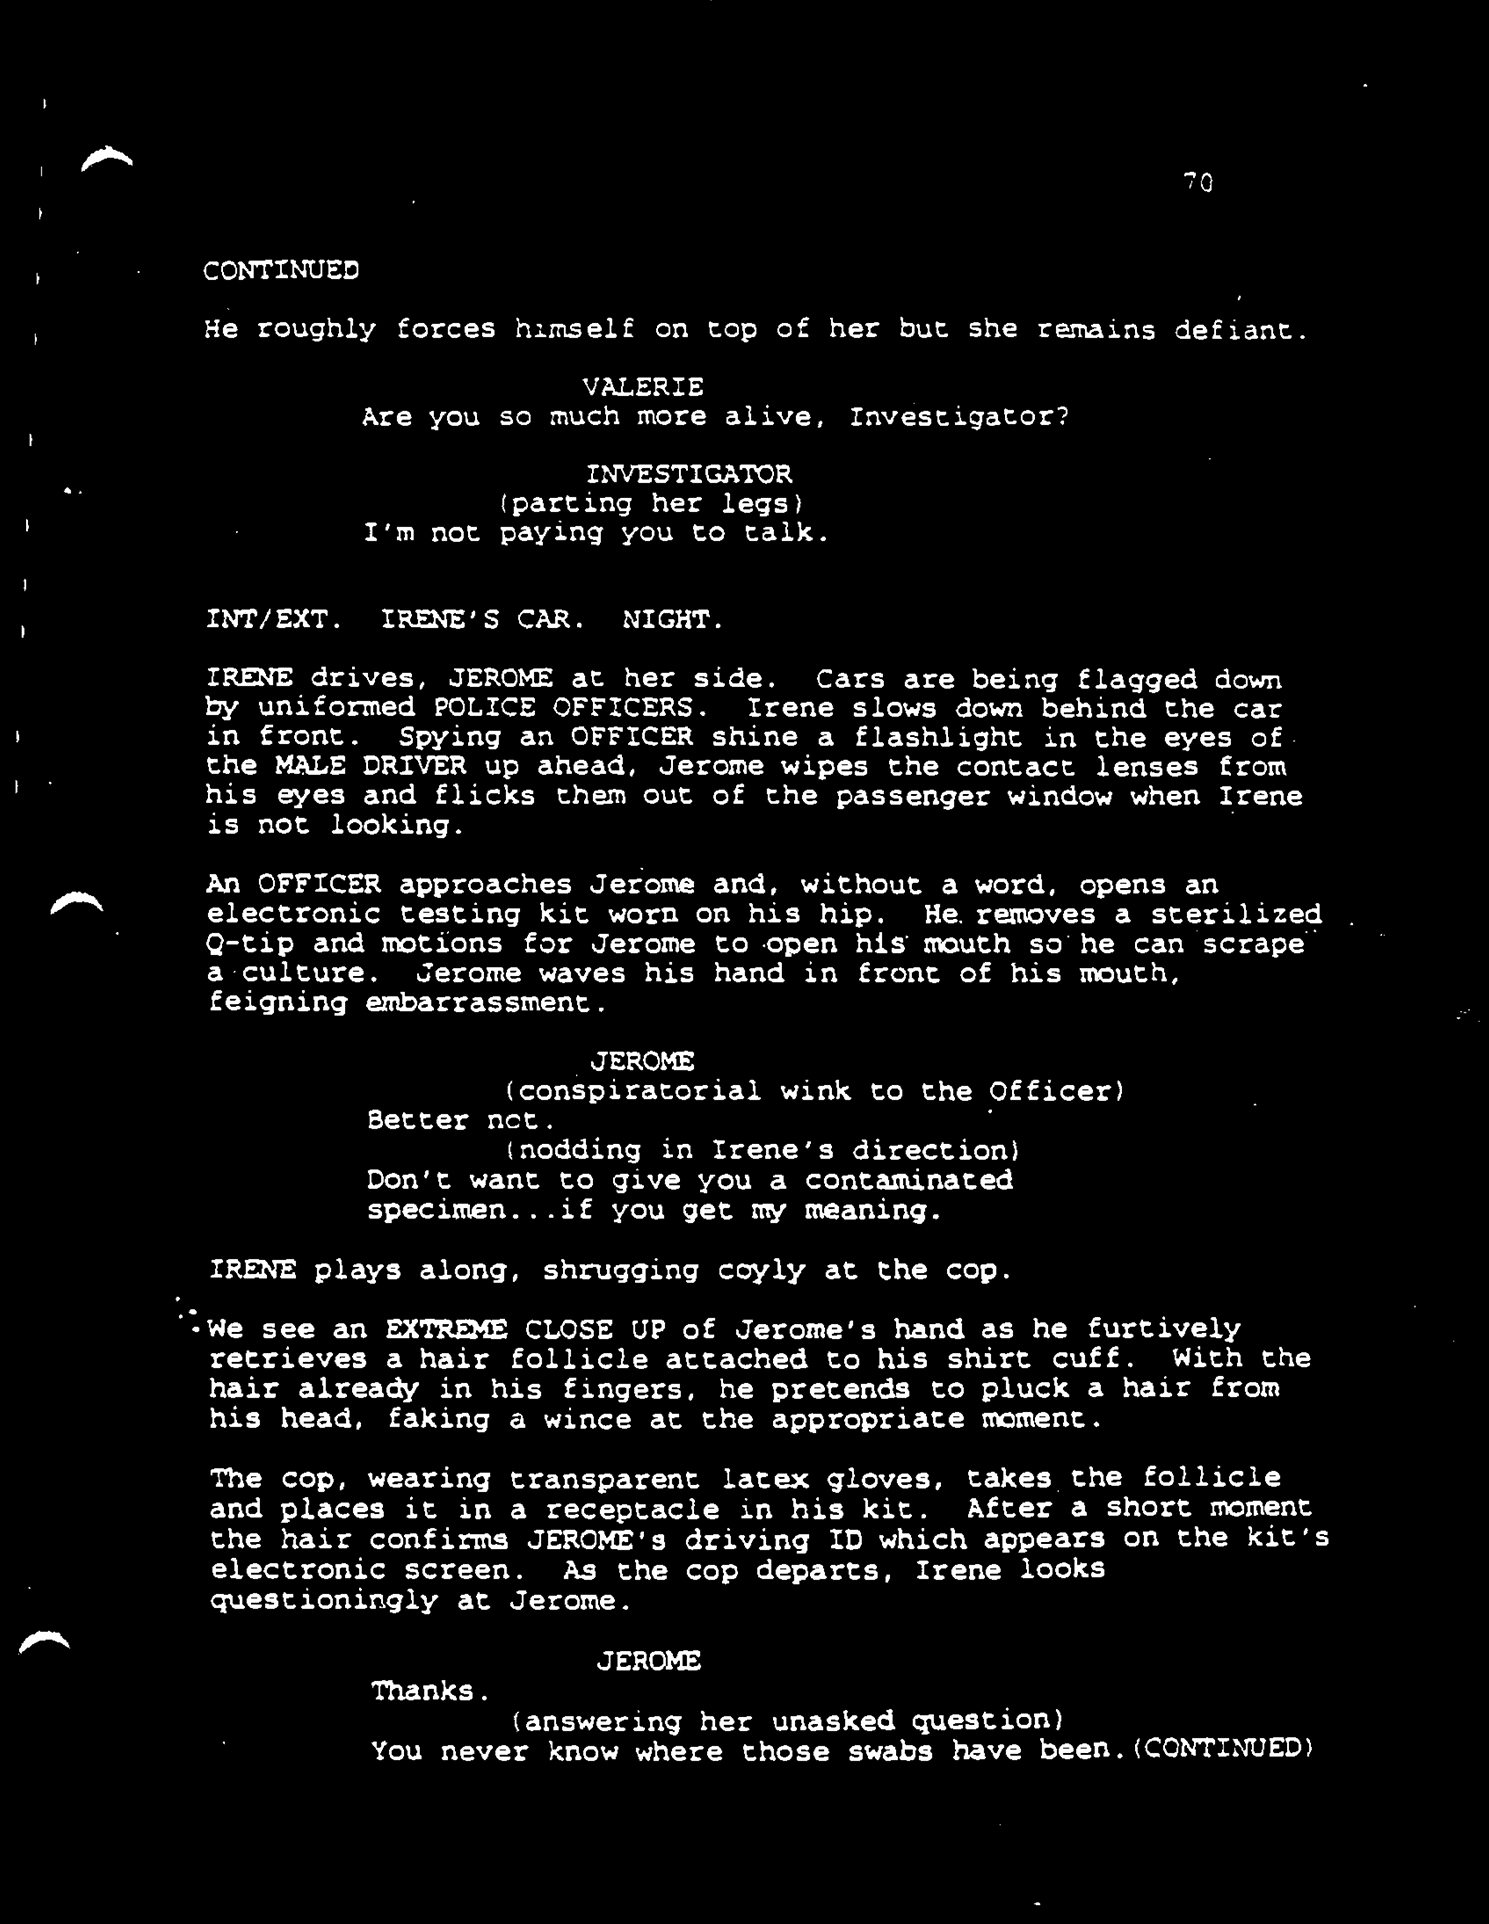 70
CONTINUED
He roughly forces himself on top of her but she remains defiant.
VALERIE
Are you so much more alive, Investigator?
INVESTIGATOR
(parting her legs)
I'm not paying you to talk.
INT/EXT. IRENE'S CAR. NIGHT.
IRENE drives, JEROME at her side. Cars are being flagged down
by uniformed POLICE OFFICERS. Irene slows down behind the car
in front. Spying an OFFICER shine a flashlight in the eyes of
the MALE DRIVER up ahead, Jerome wipes the contact lenses from
his eyes and flicks them out of the passenger window when Irene
is not looking.
An OFFICER approaches Jerome and, without a word, opens an
electronic testing kit worn on his hip. He removes a sterilized
Q-tip and motions for Jerome to open his mouth so he can scrape
a culture. Jerome waves his hand in front of his mouth,
feigning embarrassment.
JEROME
(conspiratorial wink to the Officer)
Better not.
(nodding in Irene's direction)
Don't want to give you a contaminated
specimen...if you get my meaning.
IRENE plays along, shrugging coyly at the cop.
We see an EXTREME CLOSE UP of Jerome's hand as he furtively
retrieves a hair follicle attached to his shirt cuff. With the
hair already in his fingers, he pretends to pluck a hair from
his head, faking a wince at the appropriate moment.
The cop, wearing transparent latex gloves, takes the follicle
and places it in a receptacle in his kit. After a short moment
the hair confirms JEROME's driving ID which appears on the kit's
electronic screen. As the cop departs, Irene looks
questioningly at Jerome.
JEROME
Thanks.
(answering her unasked question)
You never know where those swabs have been.(CONTINUED)